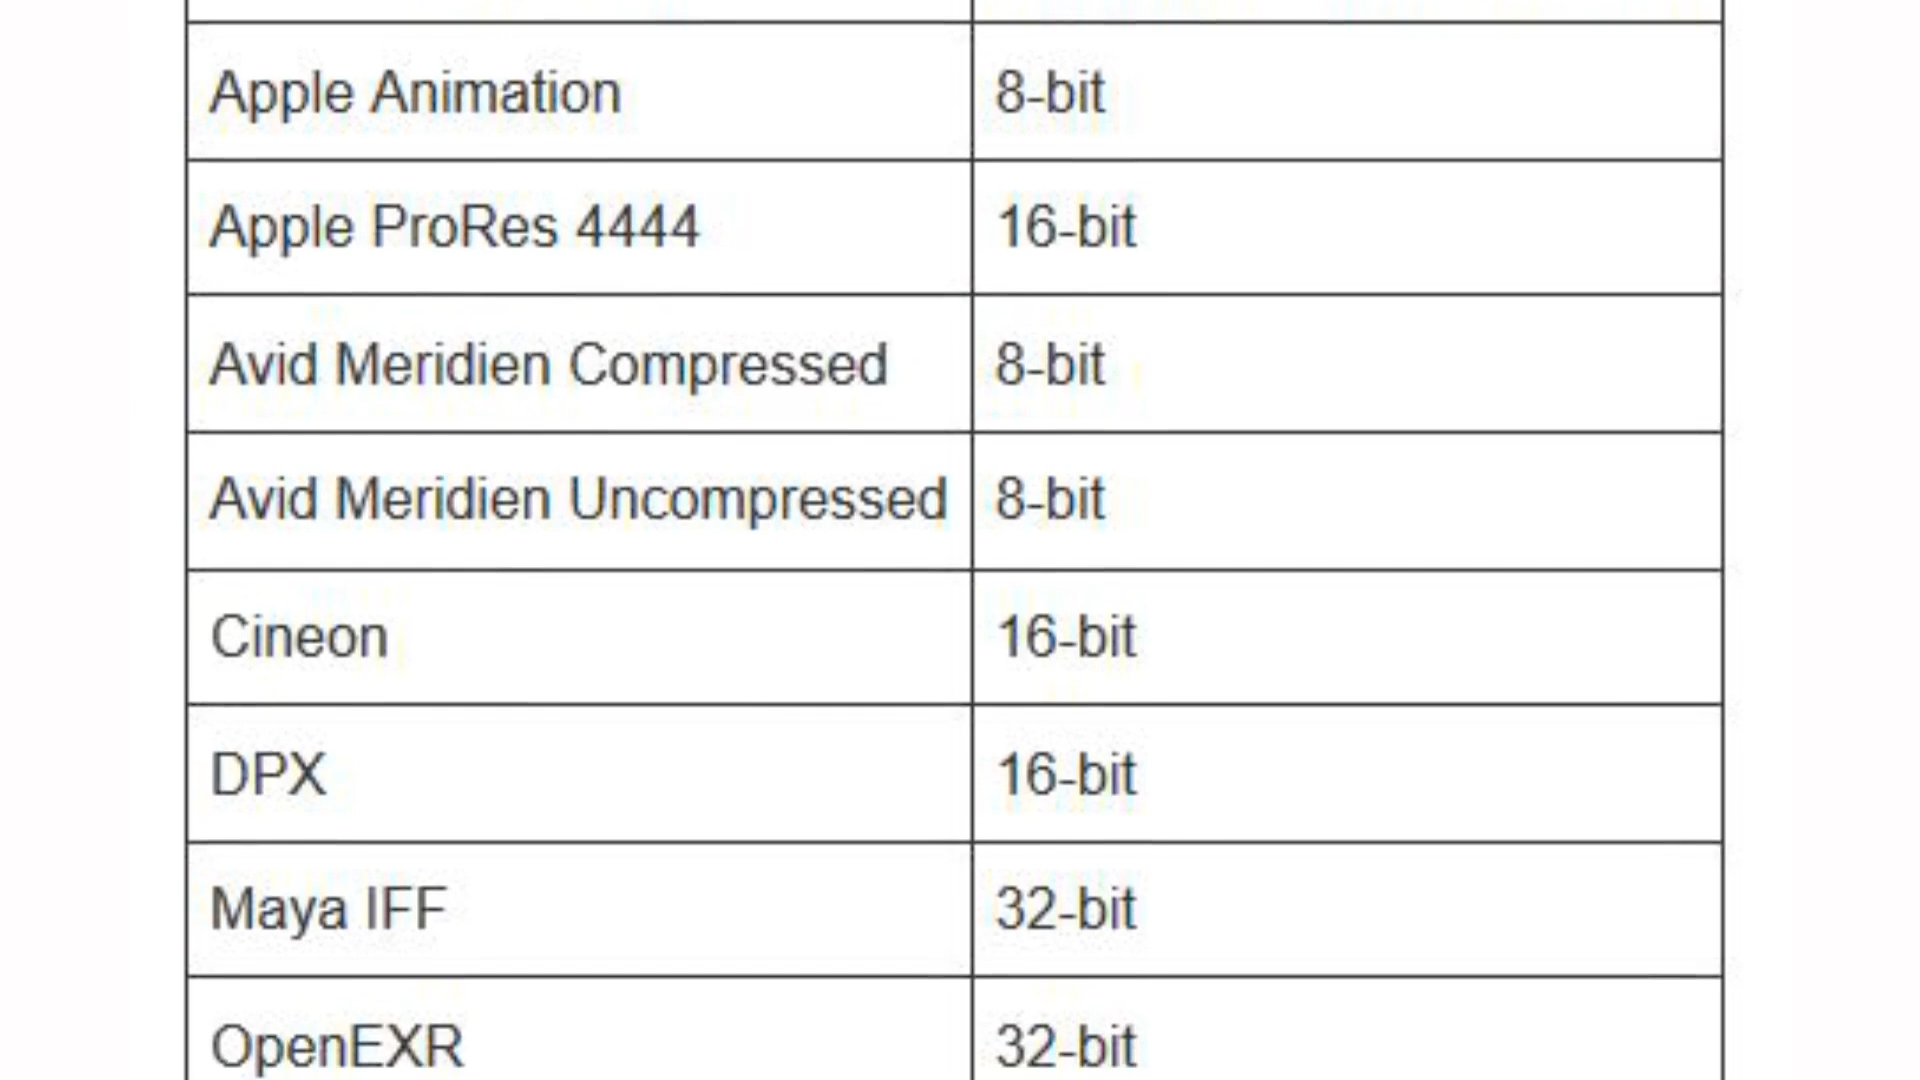 Apple Animation 8-bit
Apple ProRes 4444 16-bit
Avid Meridien Compressed 8-bit
Avid Meridien Uncompressed 8-bit
Cineon 16-bit
DPX 16-bit
Maya IFF 32-bit
OpenEXR 32-bit